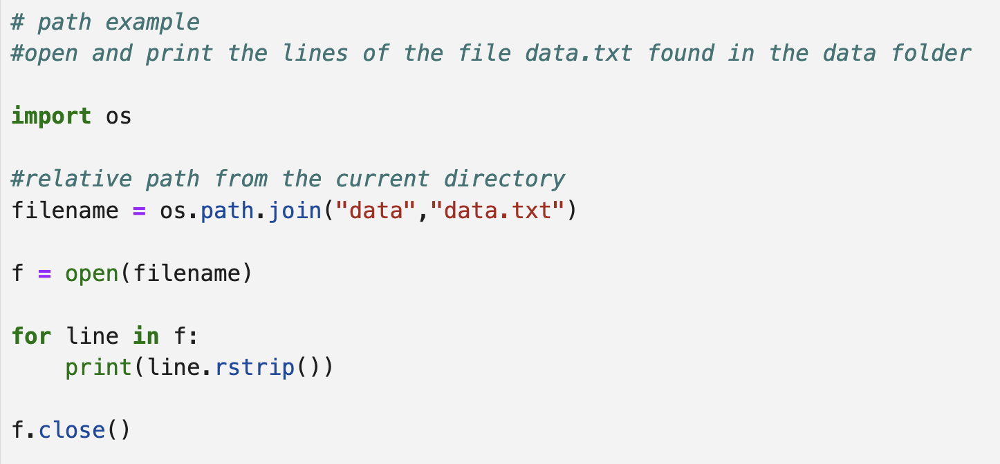 # path example
#open and print the lines of the file data.txt found in the data folder
import os
#relative path from the current directory
filename = os.path.join("data","data.txt")
f = open(filename)
for line in f:
    print(line.rstrip())
f.close()